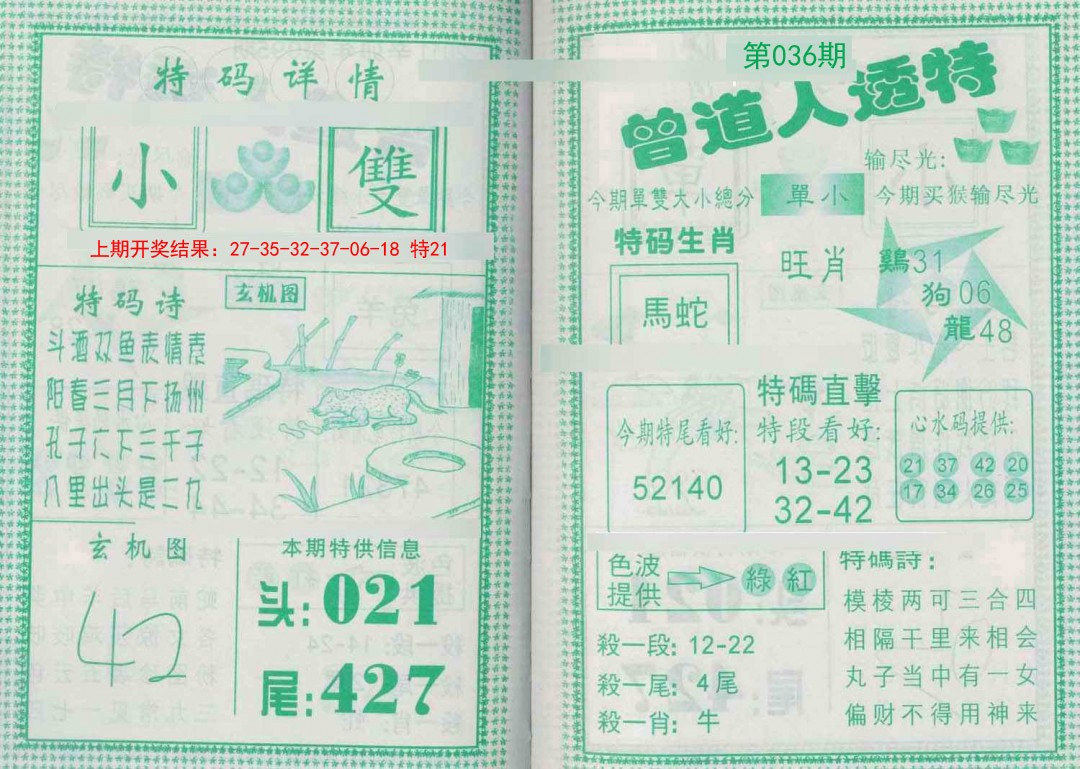 特码详情
小 雙
上期开奖结果：27-35-32-37-06-18 特21
特码诗
斗酒双鱼表情表
阳春三月下扬州
孔子六下三千子
八里出头是二九
玄机图
玄机图
42
本期特供信息
头:021
尾:427
第036期
曾道人透特
输尽光:
今期买猴输尽光
今期單雙大小總分 單小
特码生肖
馬蛇
旺肖
鷄31
狗06
龍48
今期特尾看好:
52140
特碼直擊
特段看好:
13-23
32-42
心水码提供:
21 37 42 20
17 34 26 25
色波
提供 綠 紅
殺一段: 12-22
殺一尾: 4尾
殺一肖: 牛
特碼詩:
模棱两可三合四
相隔千里来相会
丸子当中有一女
偏财不得用神来